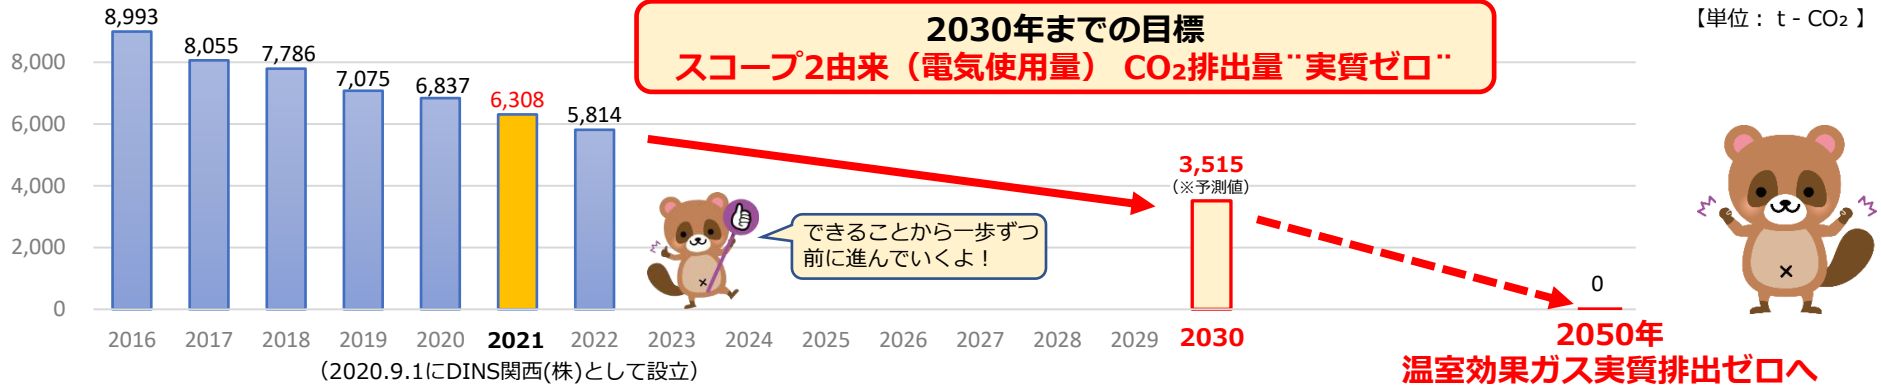 2030年までの目標
スコープ2由来（電気使用量） CO₂排出量¨実質ゼロ¨
【単位： t - CO₂ 】
8,993
8,055
7,786
7,075
6,837
6,308
5,814
3,515
（※予測値）
0
8,000
6,000
4,000
2,000
0
できることから一歩ずつ
前に進んでいくよ！
2016 2017 2018 2019 2020 2021 2022 2023 2024 2025 2026 2027 2028 2029 2030
2050年
（2020.9.1にDINS関西(株)として設立）
温室効果ガス実質排出ゼロへ